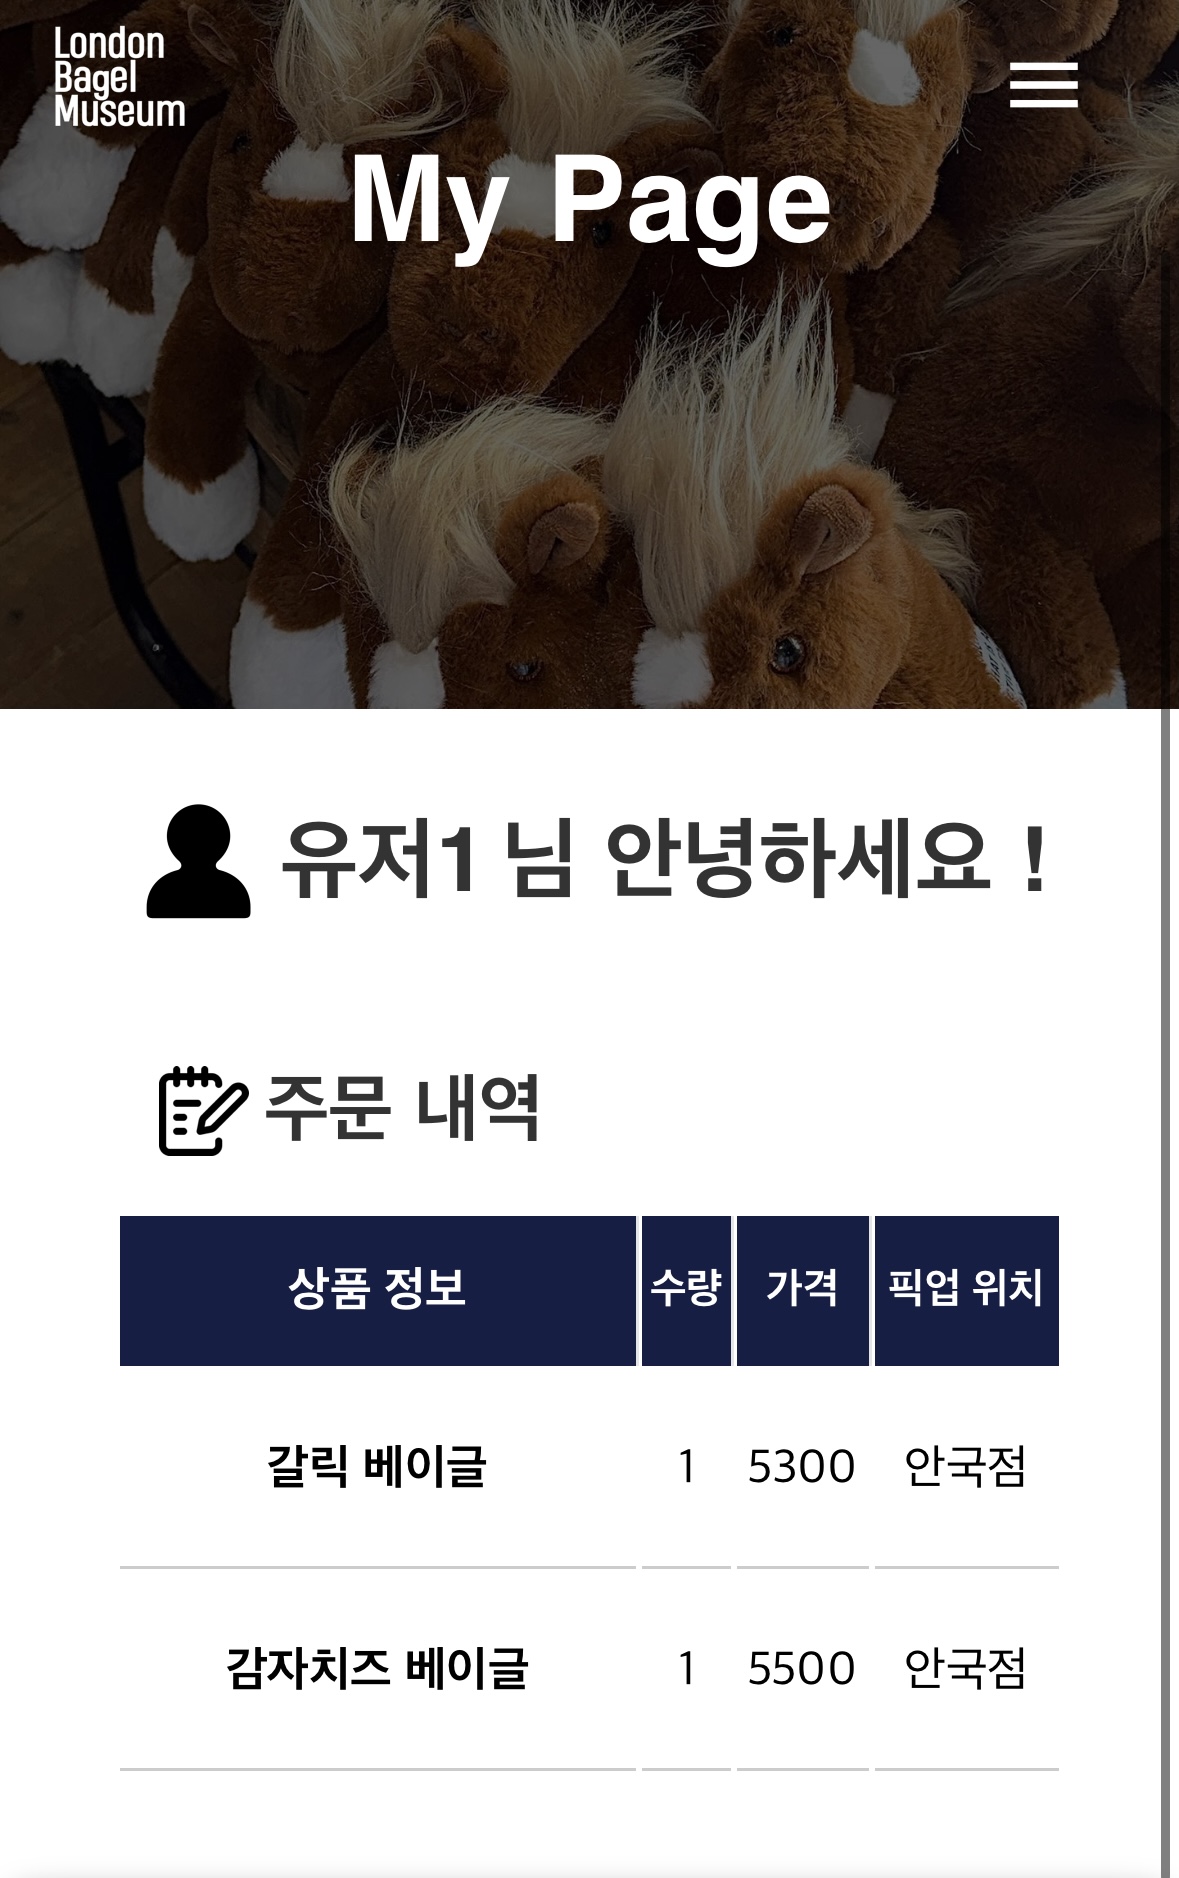 London
Bagel
Museum
My Page
유저1 님 안녕하세요 !
주문 내역
상품 정보 수량 가격 픽업 위치
갈릭 베이글 1 5300 안국점
감자치즈 베이글 1 5500 안국점